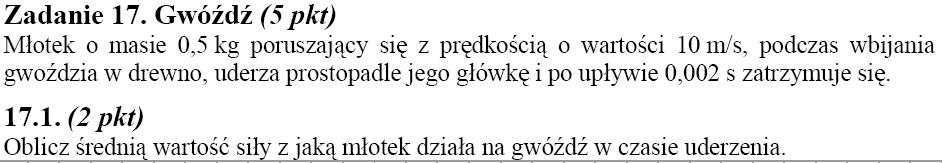 Zadanie 17. Gwóźdź (5 pkt)
Młotek o masie 0,5 kg poruszający się z prędkością o wartości 10 m/s, podczas wbijania
gwoździa w drewno, uderza prostopadle jego główkę i po upływie 0,002 s zatrzymuje się.
17.1. (2 pkt)
Oblicz średnią wartość siły z jaką młotek działa na gwóźdź w czasie uderzenia.